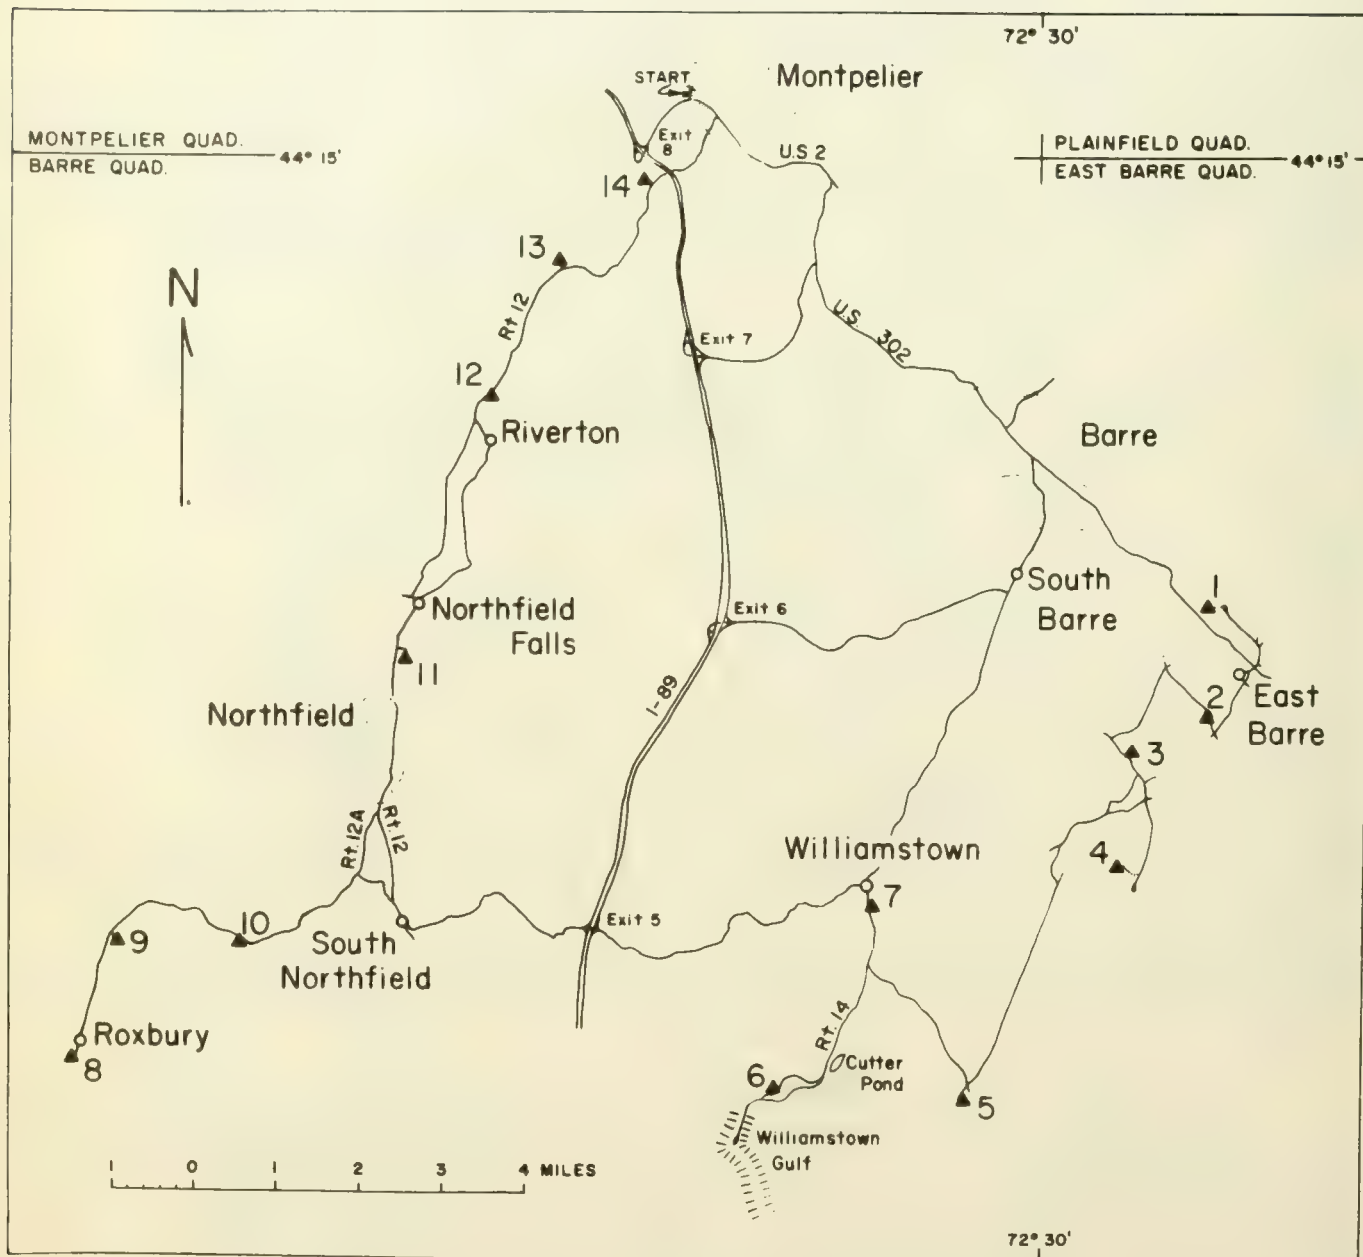 72° 30'
START
Montpelier
MONTPELIER QUAD.
BARRE QUAD.
44° 15'
Exit
8
U.S 2
PLAINFIELD QUAD.
EAST BARRE QUAD.
44° 15'
14
13
N
Rt 12
Exit 7
U.S. 302
12
Riverton
Barre
Northfield
Falls
Exit 6
South
Barre
1
11
I-89
Northfield
2
East
Barre
3
Rt. 12A
Rt. 12
Williamstown
4
7
10
9
Exit 5
South
Northfield
Roxbury
8
Rt. 14
Cutter
Pond
6
5
Williamstown
Gulf
1 0 1 2 3 4 MILES
72° 30'